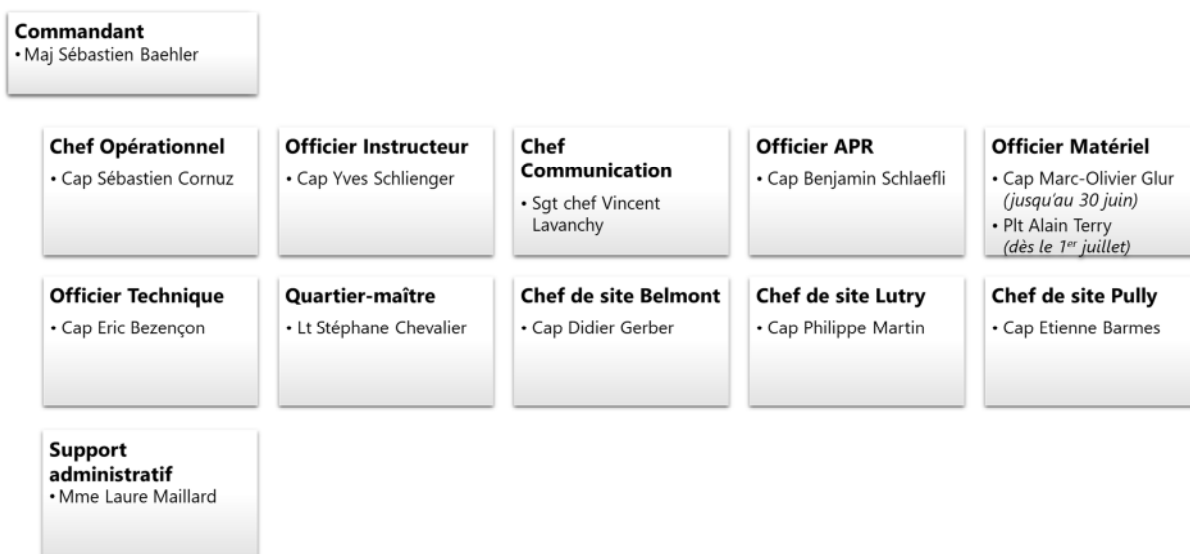 Commandant
• Maj Sébastien Baehler
Chef Opérationnel
• Cap Sébastien Cornuz
Officier Instructeur
• Cap Yves Schlienger
Chef
Communication
• Sgt chef Vincent
Lavanchy
Officier APR
• Cap Benjamin Schlaefli
Officier Matériel
• Cap Marc-Olivier Glur
(jusqu'au 30 juin)
• Plt Alain Terry
(dès le 1er juillet)
Officier Technique
• Cap Eric Bezençon
Quartier-maître
• Lt Stéphane Chevalier
Chef de site Belmont
• Cap Didier Gerber
Chef de site Lutry
• Cap Philippe Martin
Chef de site Pully
• Cap Etienne Barmes
Support
administratif
• Mme Laure Maillard